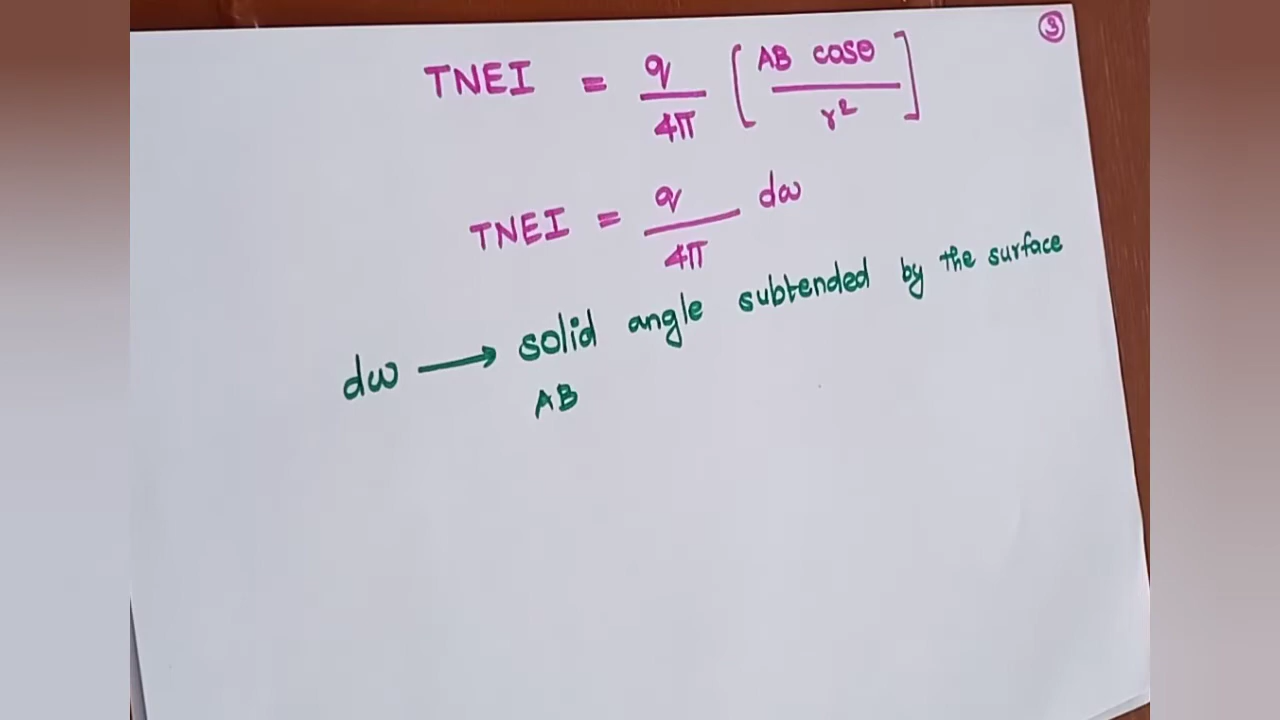 ③
TNEI = q/4π [AB cosθ / r²]
TNEI = q/4π dω
dω → solid angle subtended by the surface
AB